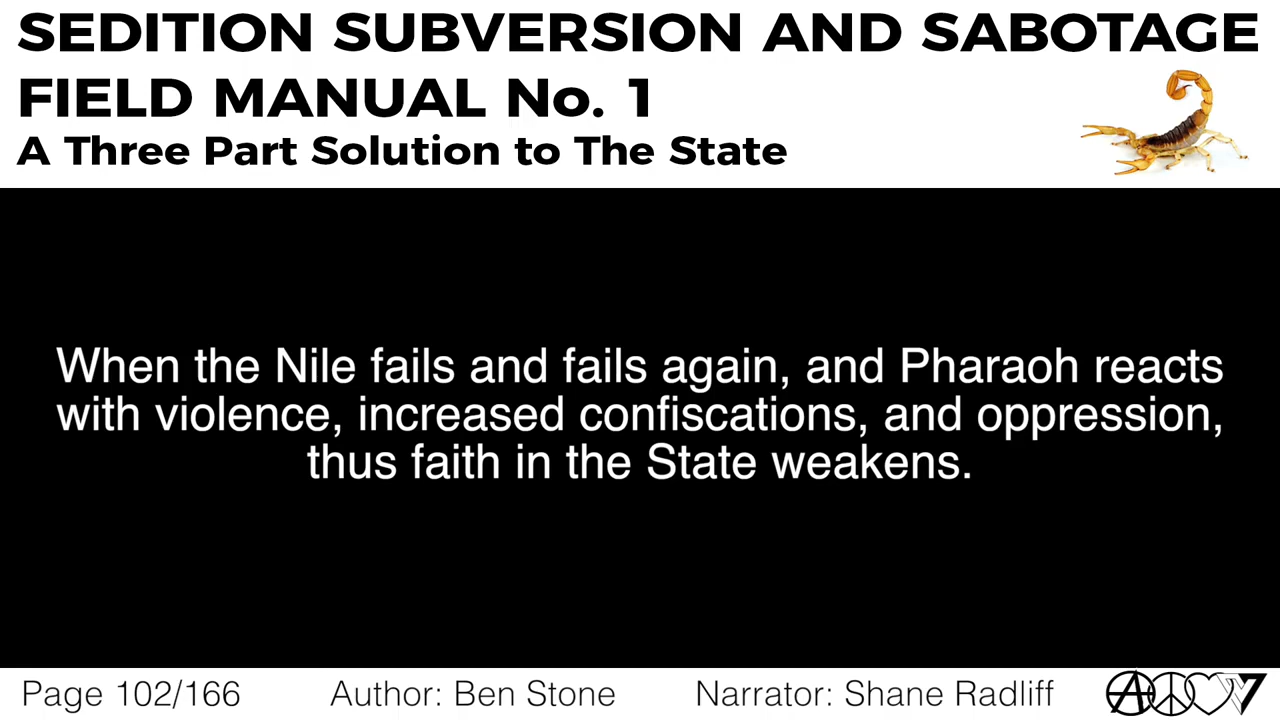 SEDITION SUBVERSION AND SABOTAGE
FIELD MANUAL No. 1
A Three Part Solution to The State
When the Nile fails and fails again, and Pharaoh reacts
with violence, increased confiscations, and oppression,
thus faith in the State weakens.
Page 102/166 Author: Ben Stone Narrator: Shane Radliff